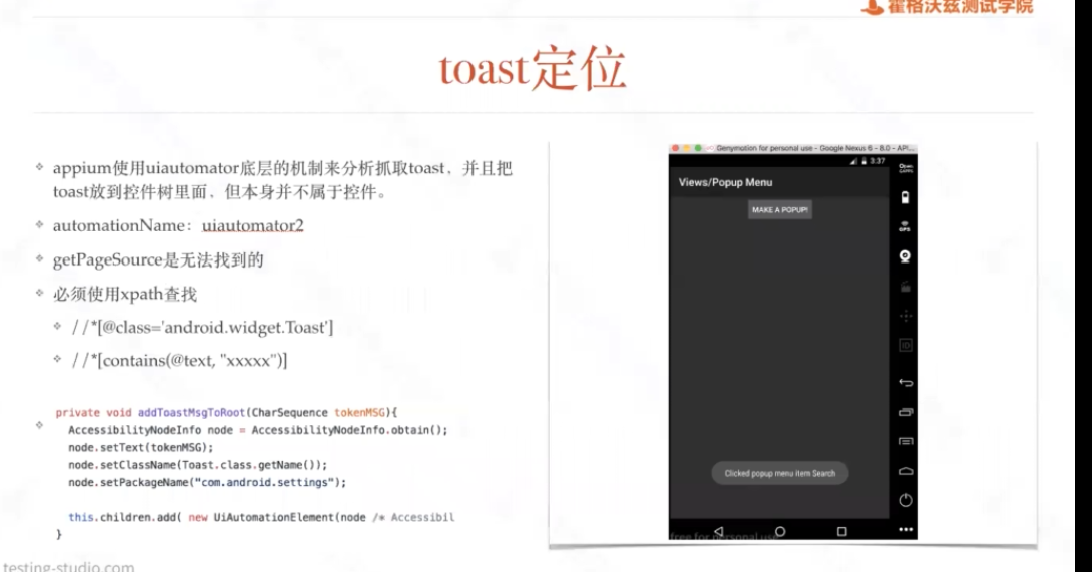 霍格沃兹测试学院
toast定位
appium使用uiautomator底层的机制来分析抓取toast，并且把
toast放到控件树里面，但本身并不属于控件。
automationName：uiautomator2
getPageSource是无法找到的
必须使用xpath查找
//*[@class='android.widget.Toast']
//*[contains(@text, "xxxxx")]
private void addToastMsgToRoot(CharSequence tokenMSG){
AccessibilityNodeInfo node = AccessibilityNodeInfo.obtain();
node.setText(tokenMSG);
node.setClassName(Toast.class.getName());
node.setPackageName("com.android.settings");
this.children.add( new UiAutomationElement(node /* Accessibil
}
Genymotion for personal use - Google Nexus 6 - 8.0 - API...
3:37
Views/Popup Menu
MAKE A POPUP!
GPS
ID
Clicked popup menu item Search
free for personal use
testing-studio.com